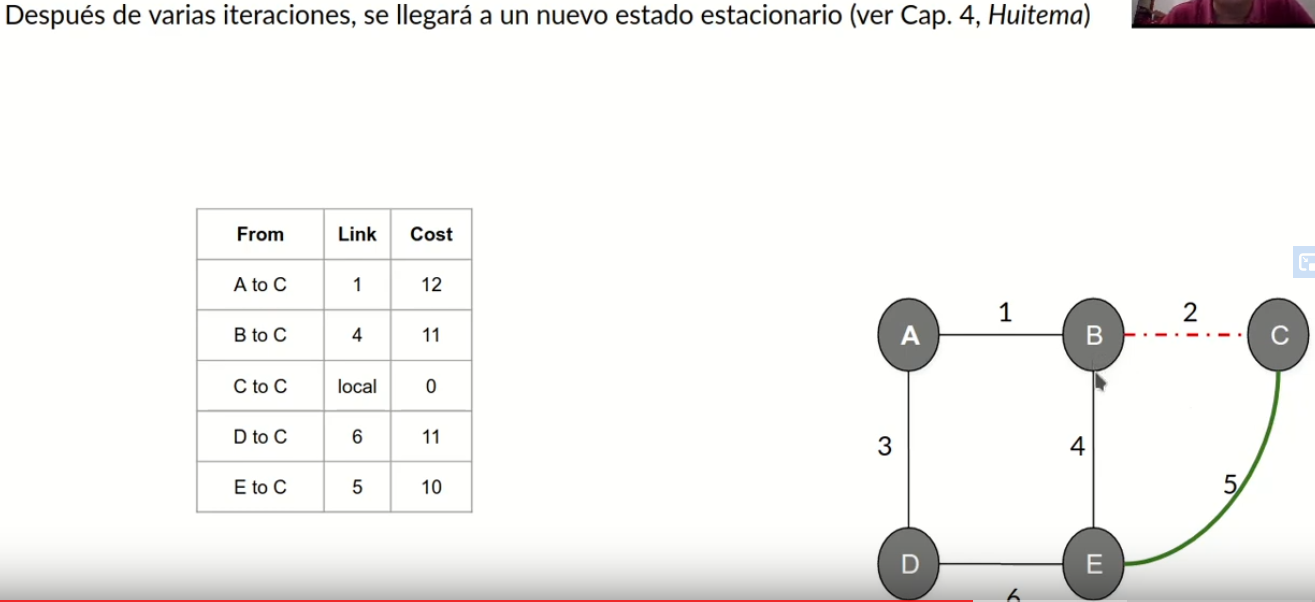 Después de varias iteraciones, se llegará a un nuevo estado estacionario (ver Cap. 4, Huitema)
From Link Cost
A to C 1 12
B to C 4 11
C to C local 0
D to C 6 11
E to C 5 10
1 2
A B C
3 4
5
D E
6